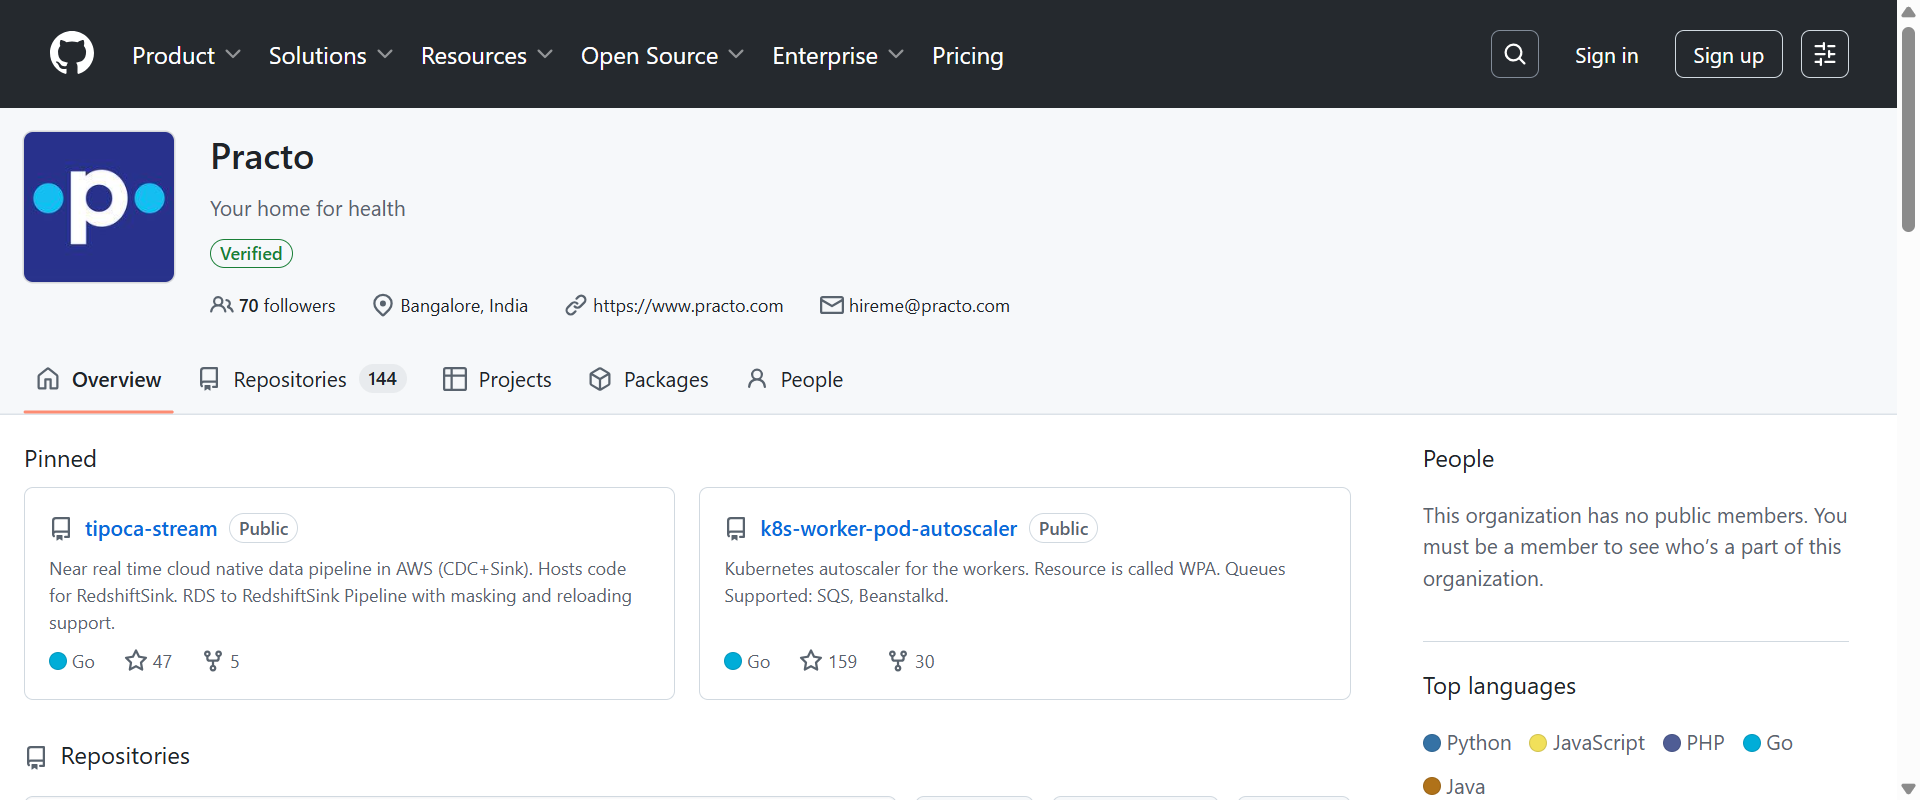 Product Solutions Resources Open Source Enterprise Pricing Sign in Sign up
p
Practo
Your home for health
Verified
70 followers Bangalore, India https://www.practo.com hireme@practo.com
Overview Repositories 144 Projects Packages People
Pinned
tipoca-stream Public
Near real time cloud native data pipeline in AWS (CDC+Sink). Hosts code
for RedshiftSink. RDS to RedshiftSink Pipeline with masking and reloading
support.
Go 47 5
k8s-worker-pod-autoscaler Public
Kubernetes autoscaler for the workers. Resource is called WPA. Queues
Supported: SQS, Beanstalkd.
Go 159 30
Repositories
People
This organization has no public members. You
must be a member to see who’s a part of this
organization.
Top languages
Python JavaScript PHP Go
Java